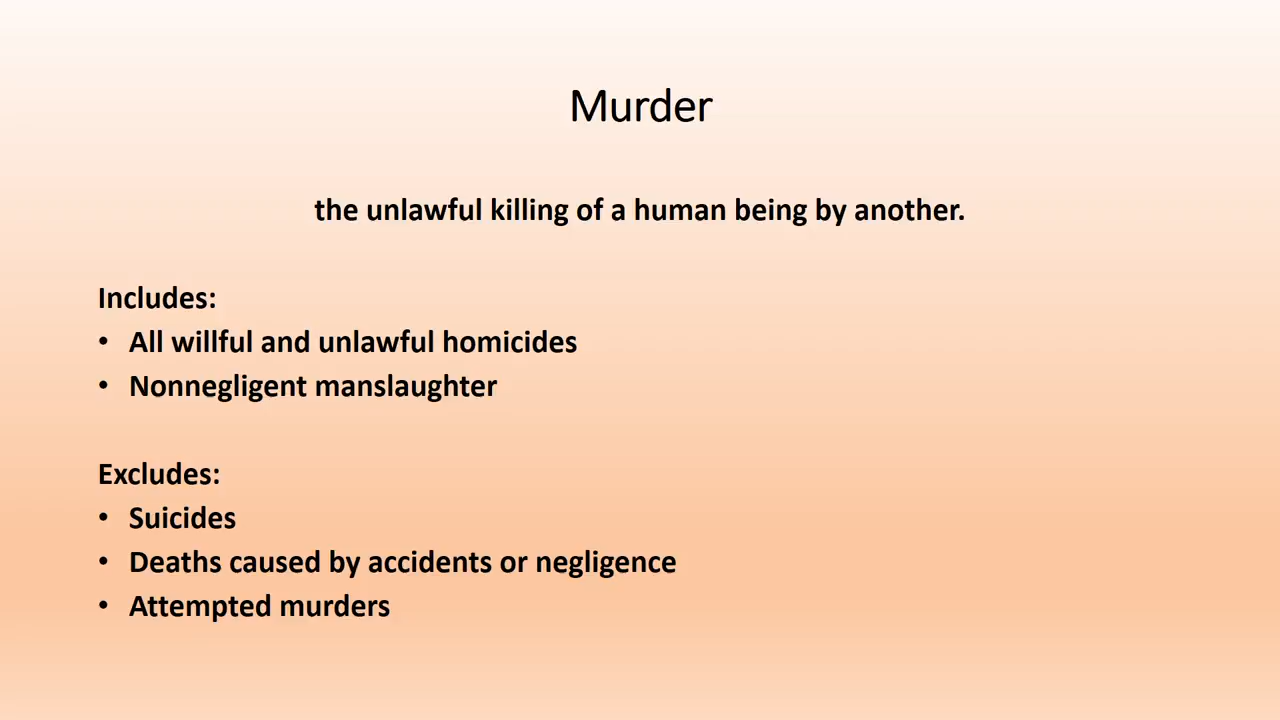 Murder
the unlawful killing of a human being by another.
Includes:
• All willful and unlawful homicides
• Nonnegligent manslaughter
Excludes:
• Suicides
• Deaths caused by accidents or negligence
• Attempted murders